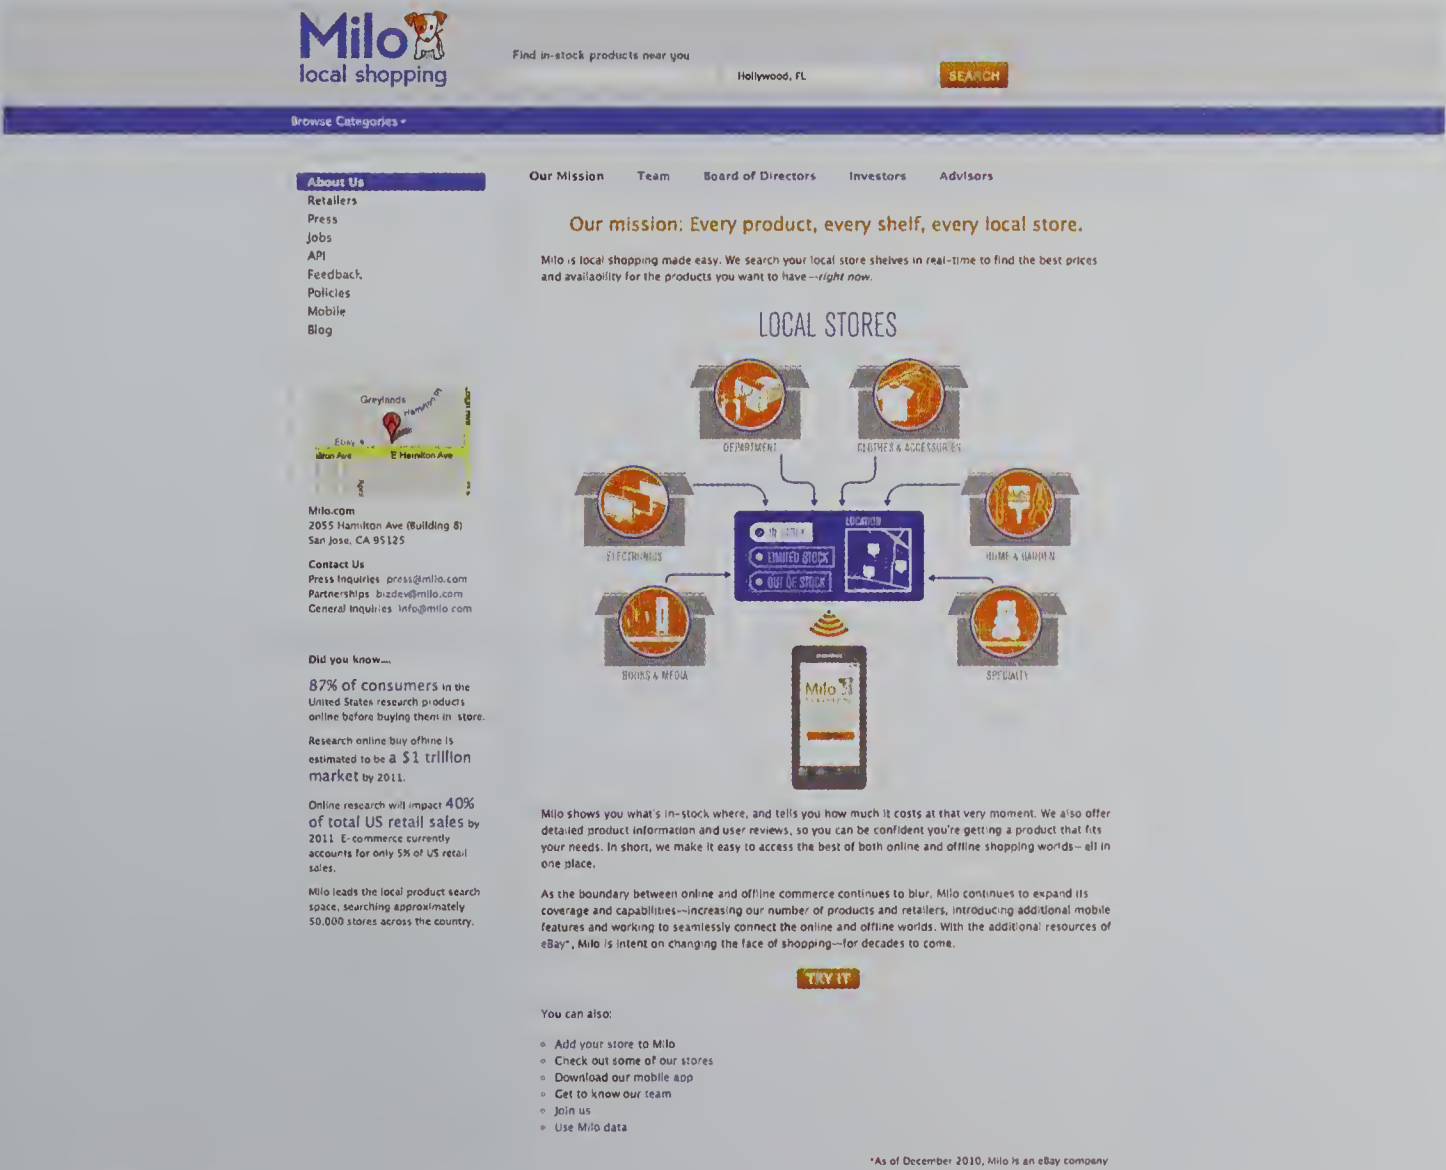 Milo
local shopping
Find in-stock products near you
Hollywood, FL
SEARCH
Browse Categories
About Us
Retailers
Press
Jobs
API
Feedback
Policies
Mobile
Blog
Greylands
Hamilton
Ebay
E Hamilton Ave
Milo.com
2055 Hamilton Ave (Building 8)
San Jose, CA 95125
Contact Us
Press Inquiries press@milo.com
Partnerships bizdev@milo.com
General Inquiries info@milo.com
Did you know...
87% of consumers in the
United States research products
online before buying them in-store.
Research online buy offline is
estimated to be a $1 trillion
market by 2011.
Online research will impact 40%
of total US retail sales by
2011 E-commerce currently
accounts for only 5% of US retail
sales.
Milo leads the local product search
space, searching approximately
50,000 stores across the country.
Our Mission Team Board of Directors Investors Advisors
Our mission: Every product, every shelf, every local store.
Milo is local shopping made easy. We search your local store shelves in real-time to find the best prices
and availability for the products you want to have—right now.
LOCAL STORES
DEPARTMENT
CLOTHES & ACCESSORIES
ELECTRONICS
IN STOCK
LIMITED STOCK
OUT OF STOCK
LOCATION
HOME & GARDEN
BOOKS & MEDIA
SPECIALTY
Milo
Milo shows you what's in-stock where, and tells you how much it costs at that very moment. We also offer
detailed product information and user reviews, so you can be confident you're getting a product that fits
your needs. In short, we make it easy to access the best of both online and offline shopping worlds—all in
one place.
As the boundary between online and offline commerce continues to blur, Milo continues to expand its
coverage and capabilities—increasing our number of products and retailers, introducing additional mobile
features and working to seamlessly connect the online and offline worlds. With the additional resources of
eBay*, Milo is intent on changing the face of shopping—for decades to come.
TRY IT
You can also:
Add your store to Milo
Check out some of our stores
Download our mobile app
Get to know our team
Join us
Use Milo data
*As of December 2010, Milo is an eBay company